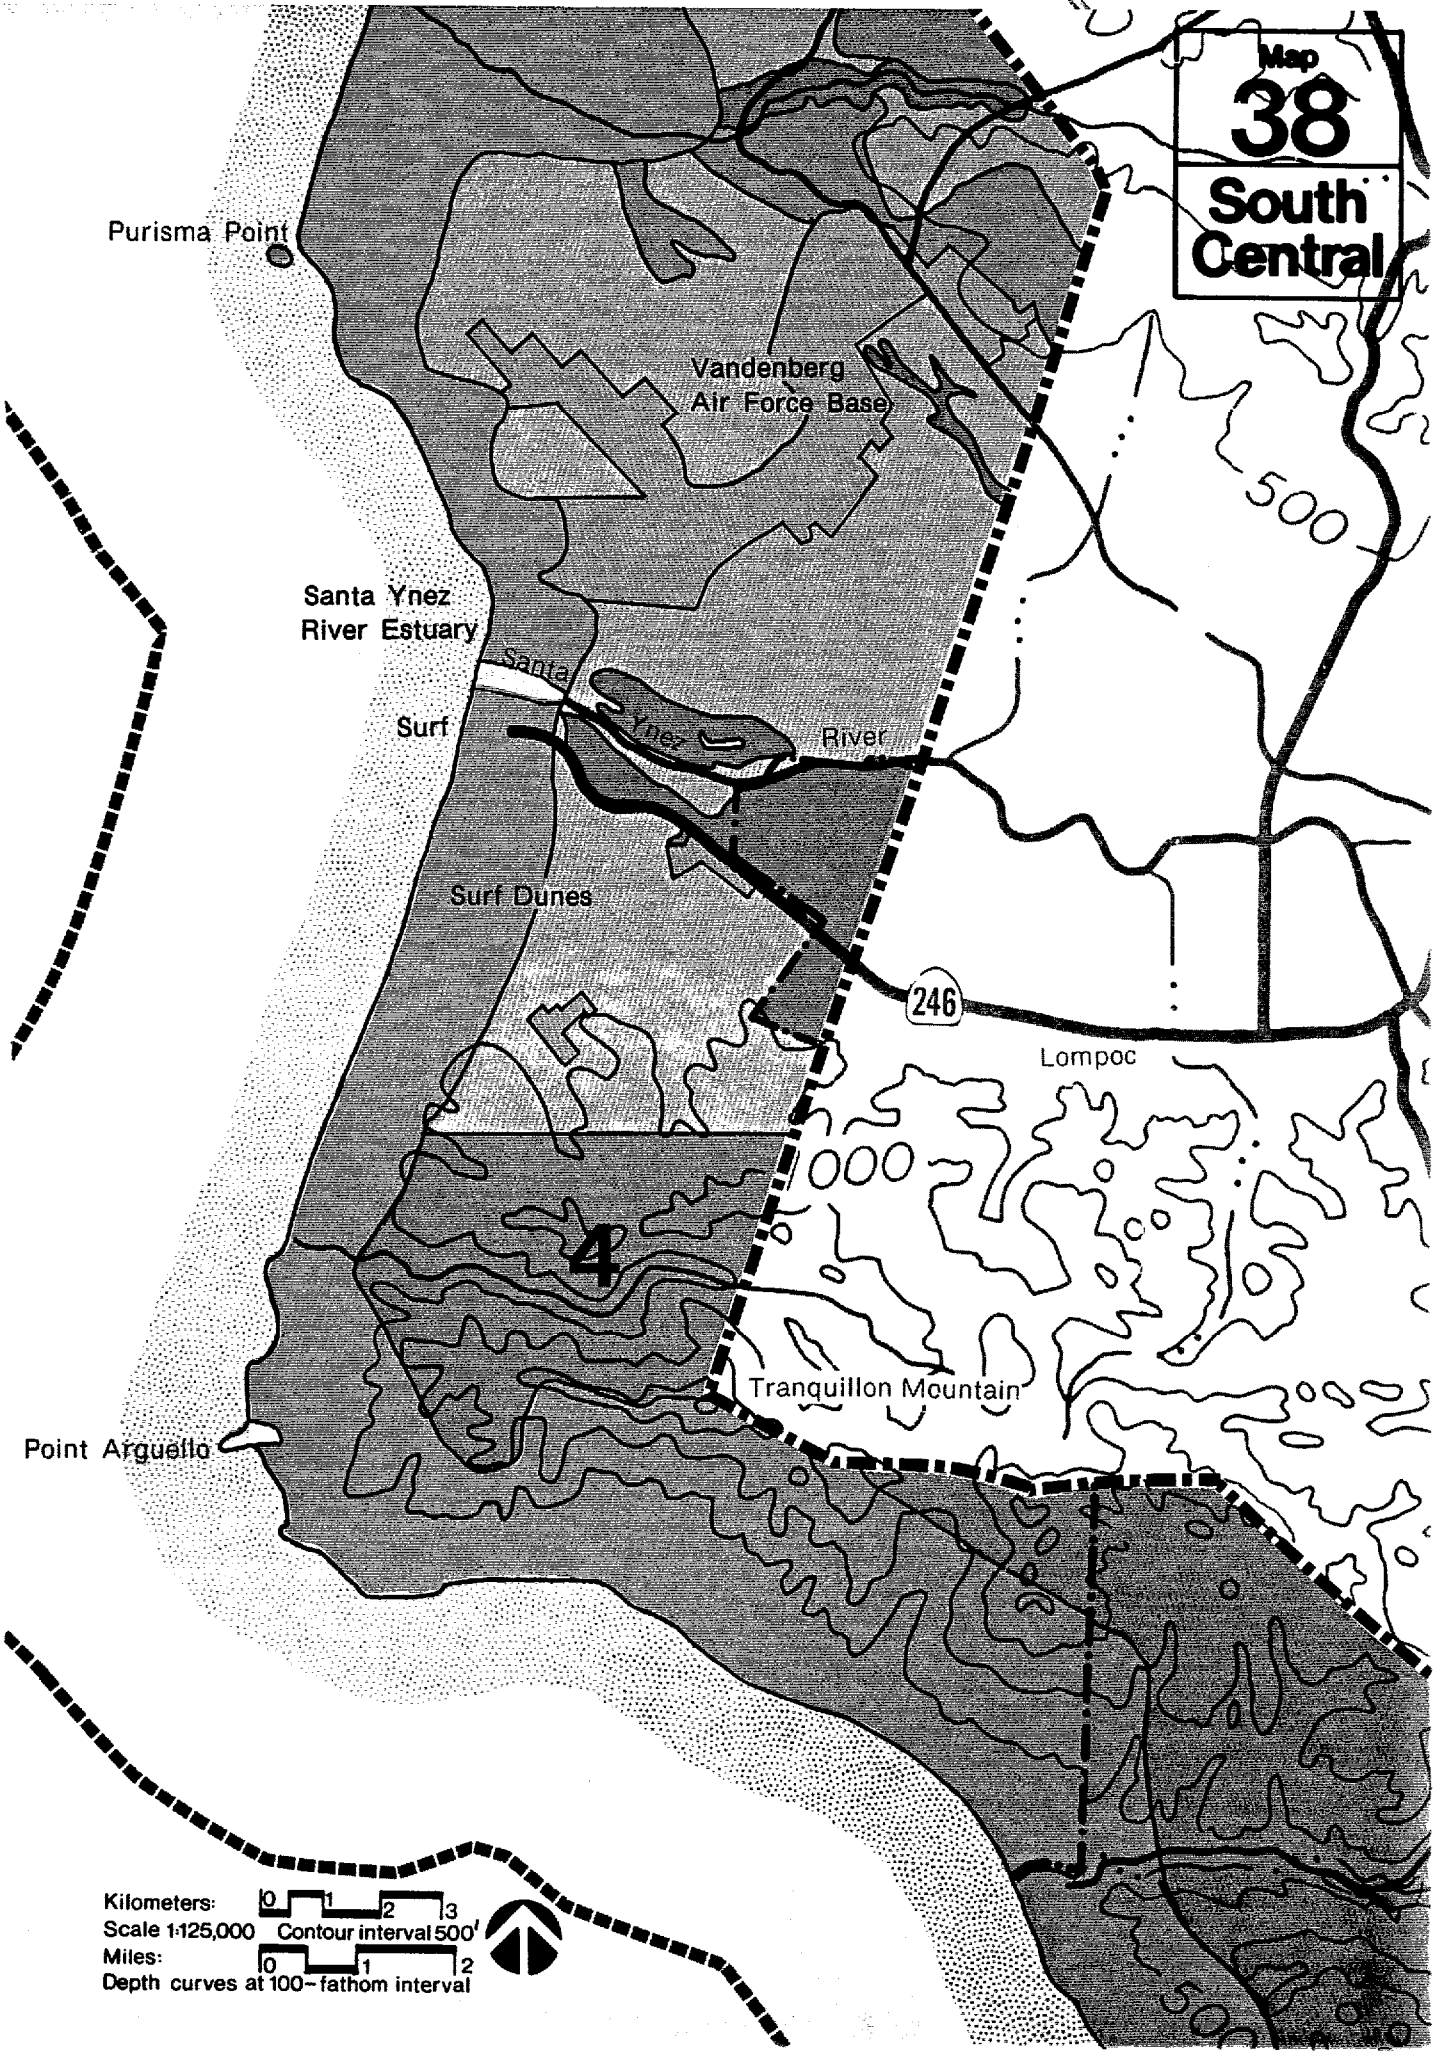 Map
38
South
Central
Purisma Point
Vandenberg
Air Force Base
500
Santa Ynez
River Estuary
Santa
Ynez
River
Surf
Surf Dunes
246
Lompoc
000
4
Tranquillon Mountain
Point Arguello
Kilometers: 0 1 2 3
Scale 1:125,000 Contour interval 500'
Miles: 0 1 2
Depth curves at 100-fathom interval
500